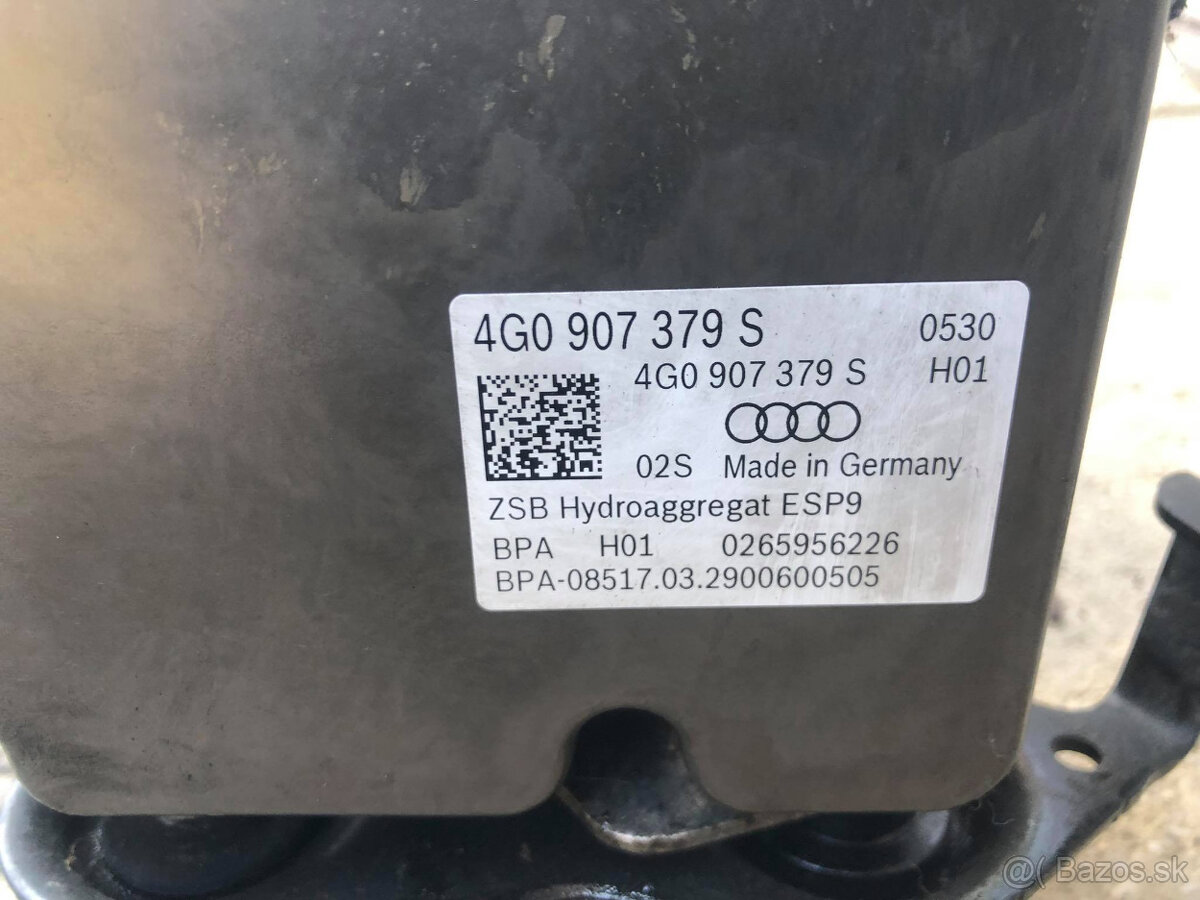 4G0 907 379 S 0530
4G0 907 379 S H01
02S Made in Germany
ZSB Hydroaggregat ESP9
BPA H01 0265956226
BPA-08517.03.2900600505
@( Bazos.sk